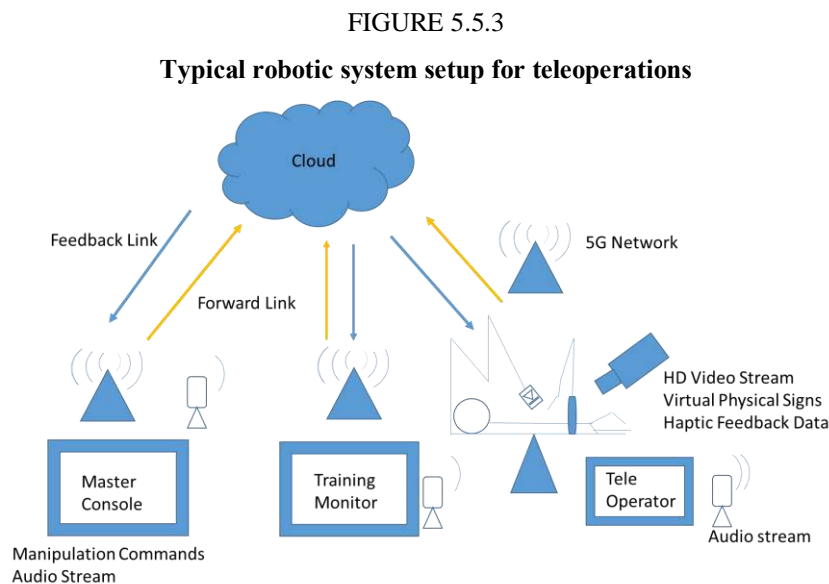 FIGURE 5.5.3
Typical robotic system setup for teleoperations
Cloud
Feedback Link
5G Network
Forward Link
HD Video Stream
Virtual Physical Signs
Haptic Feedback Data
Master
Console
Training
Monitor
Tele
Operator
Manipulation Commands
Audio Stream
Audio stream